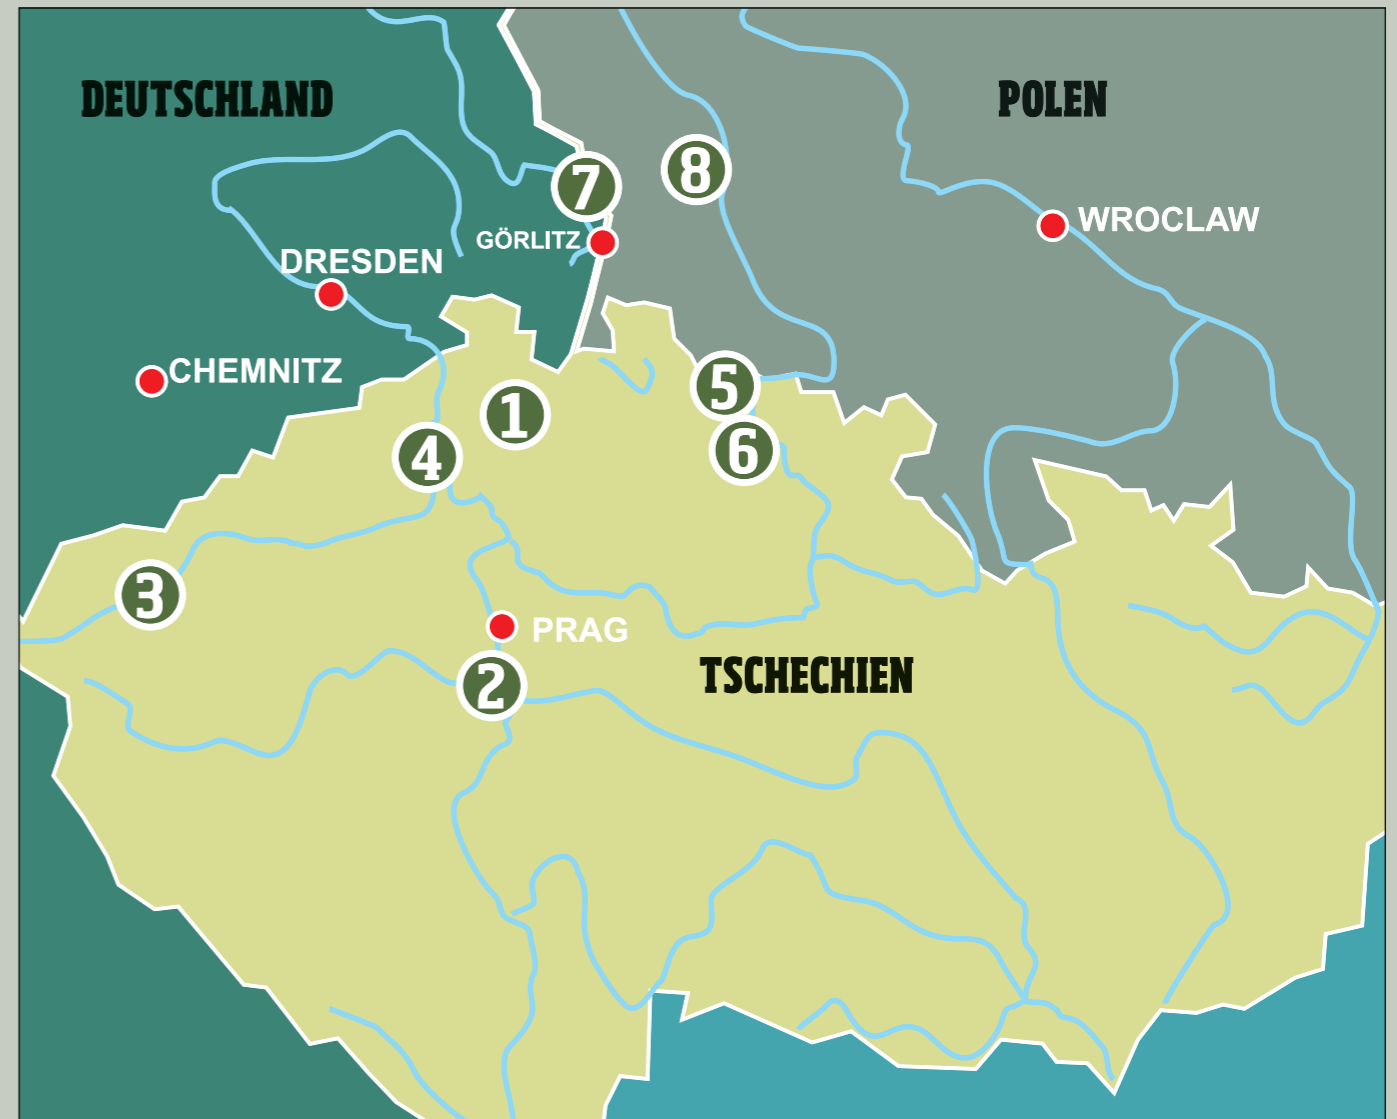 DEUTSCHLAND
POLEN
7
8
WROCLAW
GÖRLITZ
DRESDEN
CHEMNITZ
5
1
6
4
3
PRAG
2
TSCHECHIEN